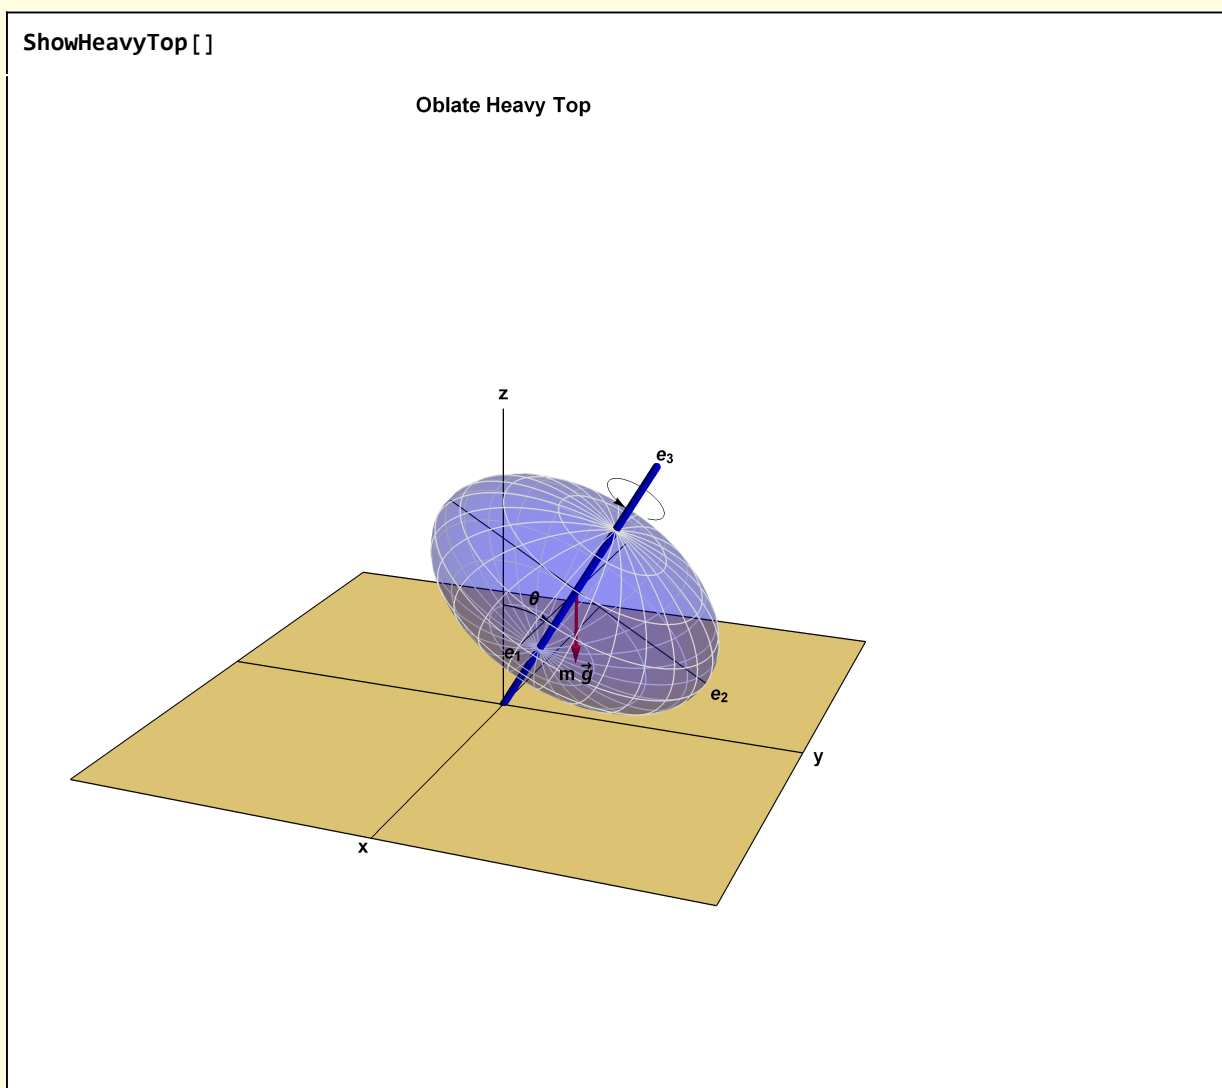 ShowHeavyTop[]
Oblate Heavy Top
z
e3
θ
e1
m g⃗
e2
y
x